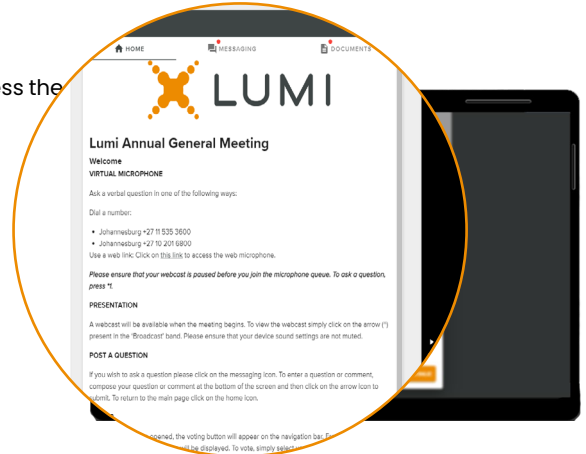 ess the
HOME MESSAGING DOCUMENTS
LUMI
Lumi Annual General Meeting
Welcome
VIRTUAL MICROPHONE
Ask a verbal question in one of the following ways:
Dial a number:
• Johannesburg +27 11 535 3600
• Johannesburg +27 10 201 6800
Use a web link: Click on this link to access the web microphone.
Please ensure that your webcast is paused before you join the microphone queue. To ask a question,
press *1.
PRESENTATION
A webcast will be available when the meeting begins. To view the webcast simply click on the arrow (^)
present in the 'Broadcast' band. Please ensure that your device sound settings are not muted.
POST A QUESTION
If you wish to ask a question please click on the messaging icon. To enter a question or comment,
compose your question or comment at the bottom of the screen and then click on the arrow icon to
submit. To return to the main page click on the home icon.
opened, the voting button will appear on the navigation bar.
will be displayed. To vote, simply select